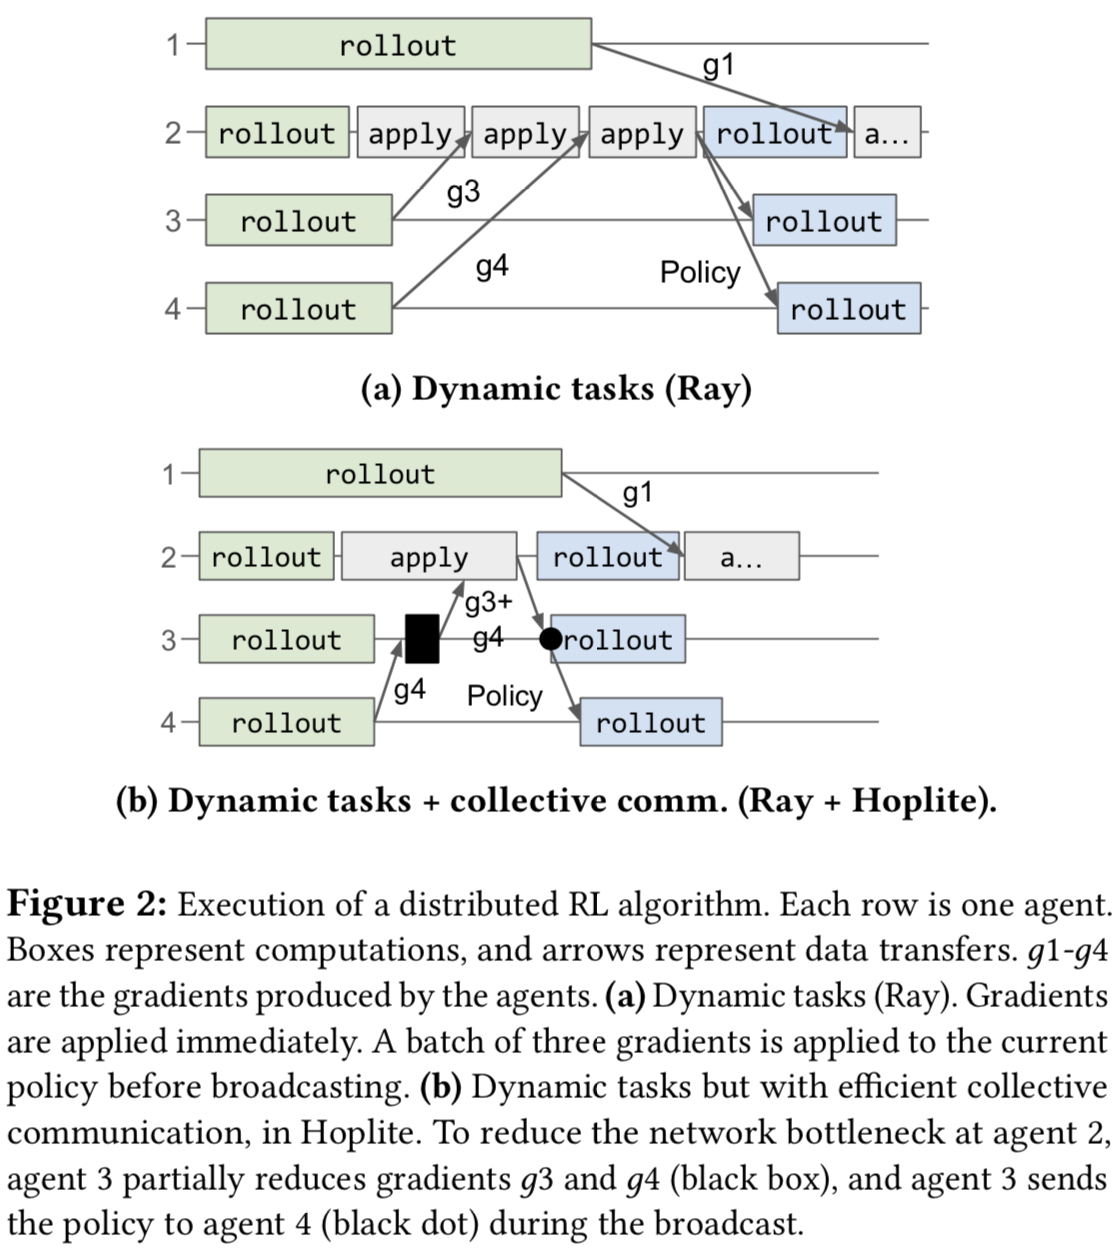 1 rollout
g1
2 rollout apply apply apply rollout a...
g3
3 rollout rollout
g4 Policy
4 rollout rollout
(a) Dynamic tasks (Ray)
1 rollout
g1
2 rollout apply rollout a...
g3+
3 rollout g4 rollout
g4 Policy
4 rollout rollout
(b) Dynamic tasks + collective comm. (Ray + Hoplite).
Figure 2: Execution of a distributed RL algorithm. Each row is one agent.
Boxes represent computations, and arrows represent data transfers. g1-g4
are the gradients produced by the agents. (a) Dynamic tasks (Ray). Gradients
are applied immediately. A batch of three gradients is applied to the current
policy before broadcasting. (b) Dynamic tasks but with efficient collective
communication, in Hoplite. To reduce the network bottleneck at agent 2,
agent 3 partially reduces gradients g3 and g4 (black box), and agent 3 sends
the policy to agent 4 (black dot) during the broadcast.